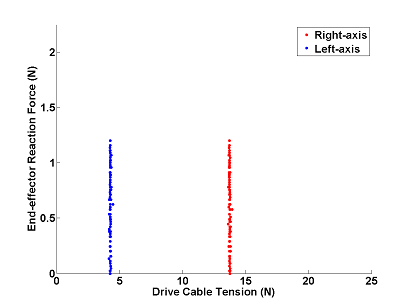 Right-axis
Left-axis
End-effector Reaction Force (N)
2
1.5
1
0.5
0
0 5 10 15 20 25
Drive Cable Tension (N)